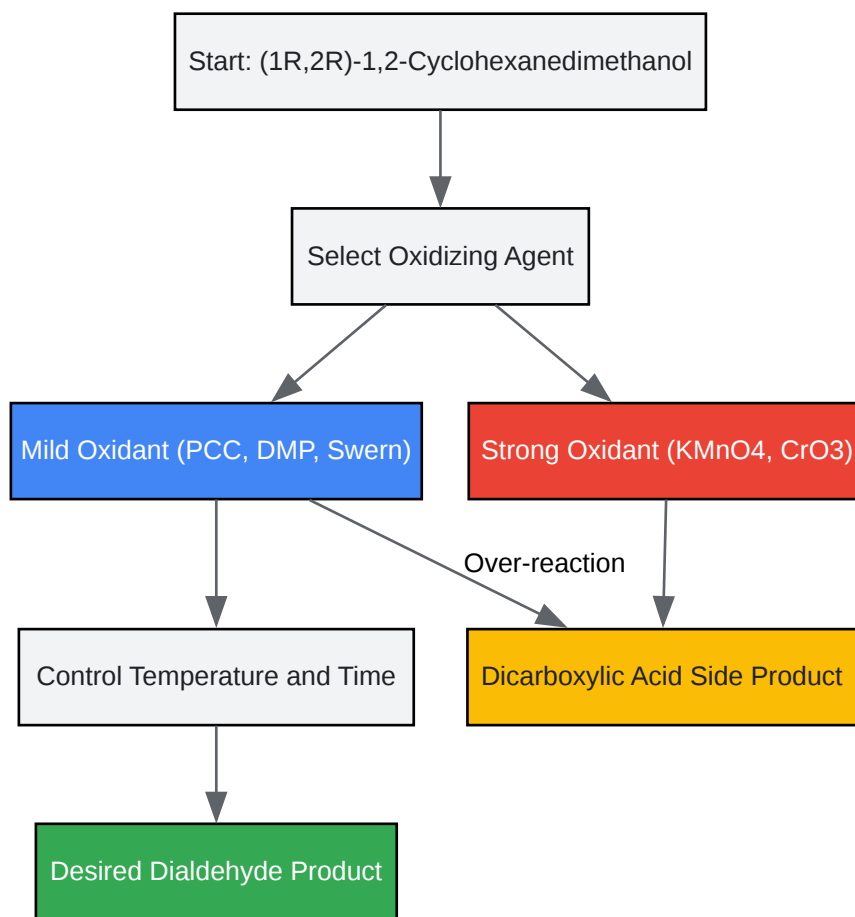 Start: (1R,2R)-1,2-Cyclohexanedimethanol
Select Oxidizing Agent
Mild Oxidant (PCC, DMP, Swern)
Strong Oxidant (KMnO4, CrO3)
Over-reaction
Control Temperature and Time
Dicarboxylic Acid Side Product
Desired Dialdehyde Product